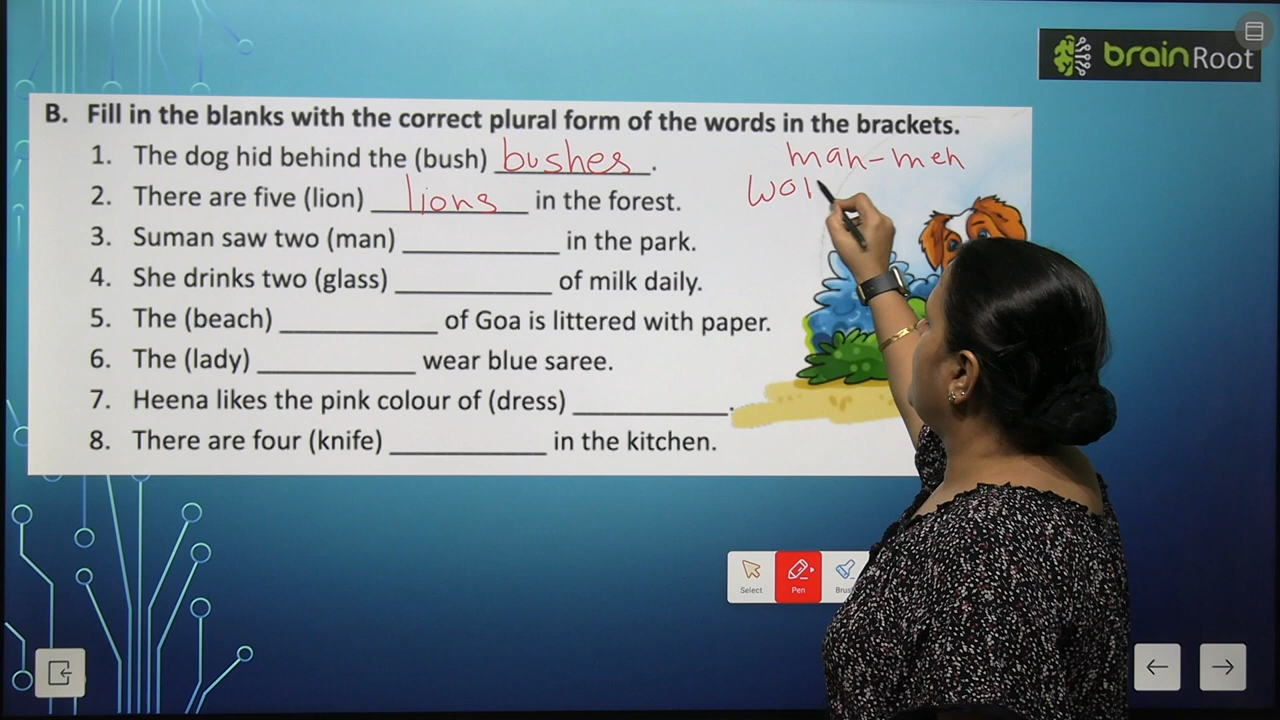 brainRoot
B. Fill in the blanks with the correct plural form of the words in the brackets.
1. The dog hid behind the (bush) bushes.
2. There are five (lion) lions in the forest.
3. Suman saw two (man) ____________ in the park.
4. She drinks two (glass) ____________ of milk daily.
5. The (beach) ____________ of Goa is littered with paper.
6. The (lady) ____________ wear blue saree.
7. Heena likes the pink colour of (dress) ____________.
8. There are four (knife) ____________ in the kitchen.
man-men
Select Pen